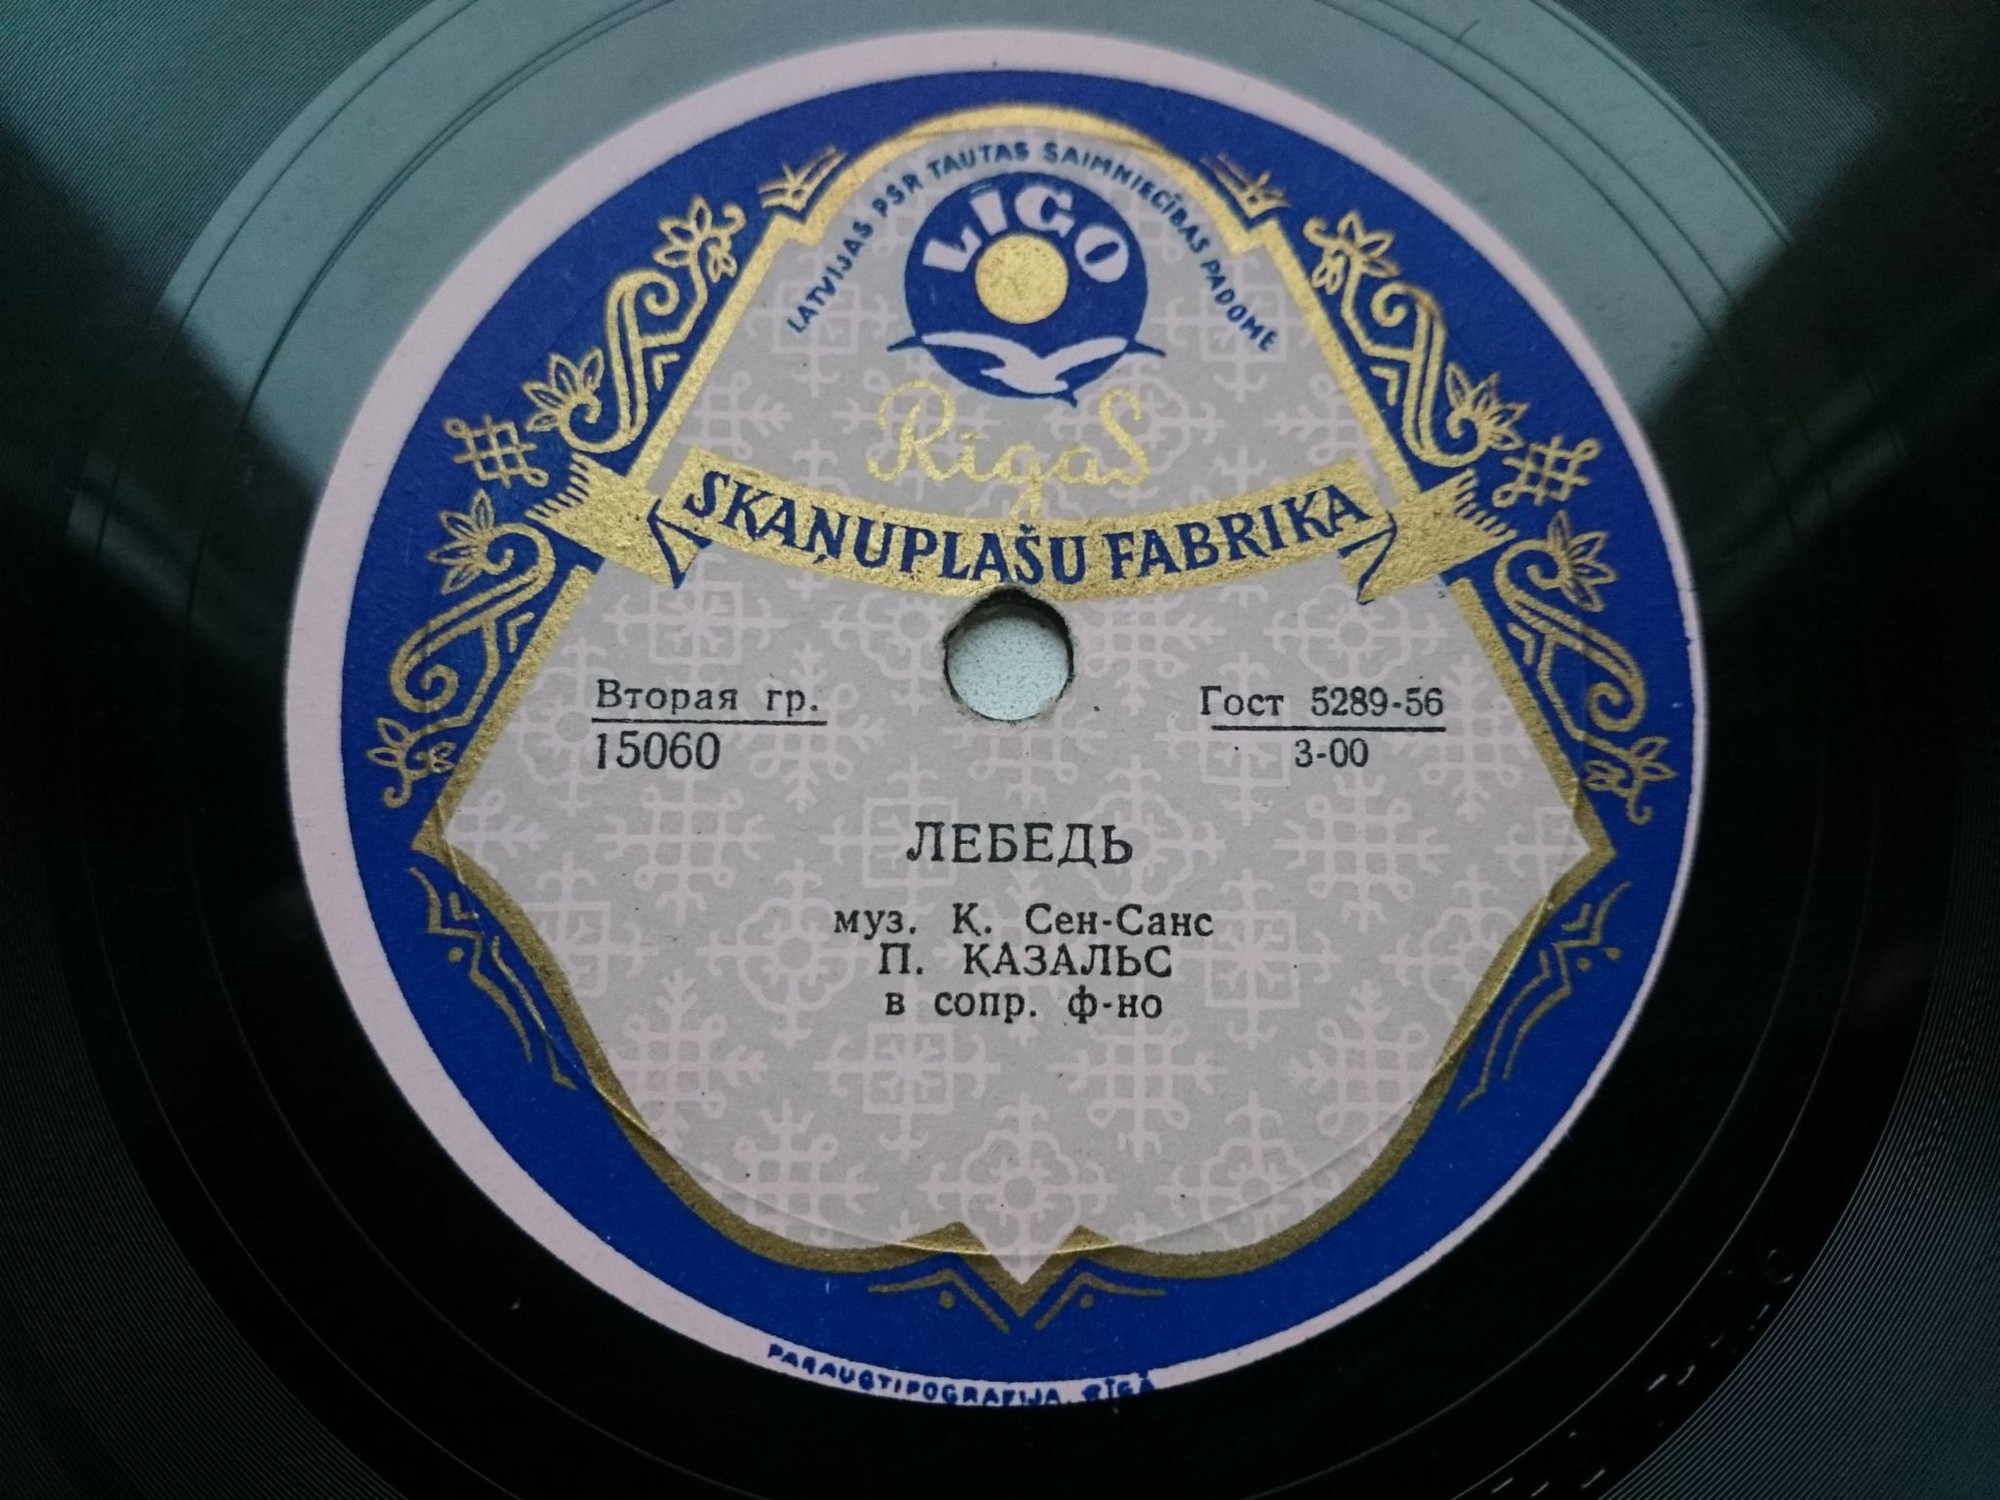 LATVIJAS PSR TAUTAS SAIMNIECĪBAS PADOME
LĪGO
Rīgas
SKAŅUPLAŠU FABRIKA
Вторая гр.
15060
Гост 5289-56
3-00
ЛЕБЕДЬ
муз. К. Сен-Санс
П. КАЗАЛЬС
в сопр. ф-но
PARAUGTIPOGRAFIJA, RĪGĀ